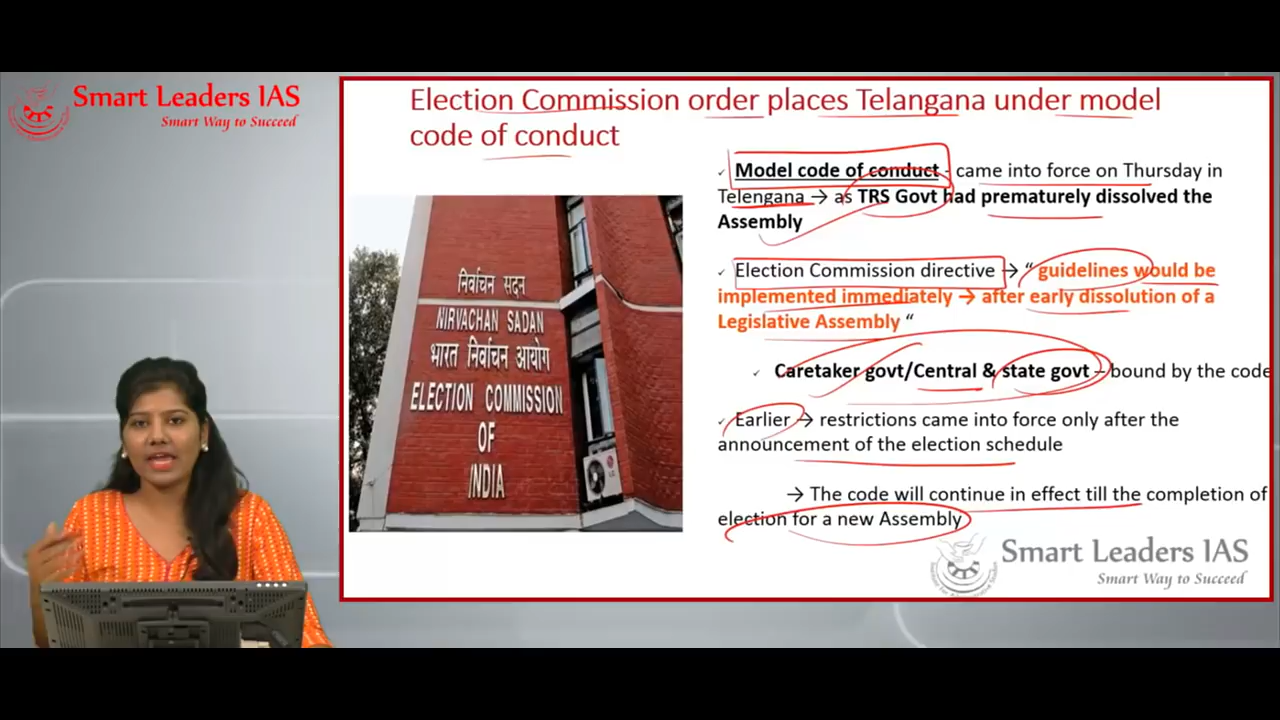 Smart Leaders IAS
Smart Way to Succeed
Election Commission order places Telangana under model
code of conduct
निर्वाचन सदन
NIRVACHAN SADAN
भारत निर्वाचन आयोग
ELECTION COMMISSION
OF
INDIA
✓ Model code of conduct - came into force on Thursday in
Telengana → as TRS Govt had prematurely dissolved the
Assembly
✓ Election Commission directive → “ guidelines would be
implemented immediately → after early dissolution of a
Legislative Assembly “
✓ Caretaker govt/Central & state govt – bound by the code
✓ Earlier → restrictions came into force only after the
announcement of the election schedule
→ The code will continue in effect till the completion of
election for a new Assembly
Smart Leaders IAS
Smart Way to Succeed